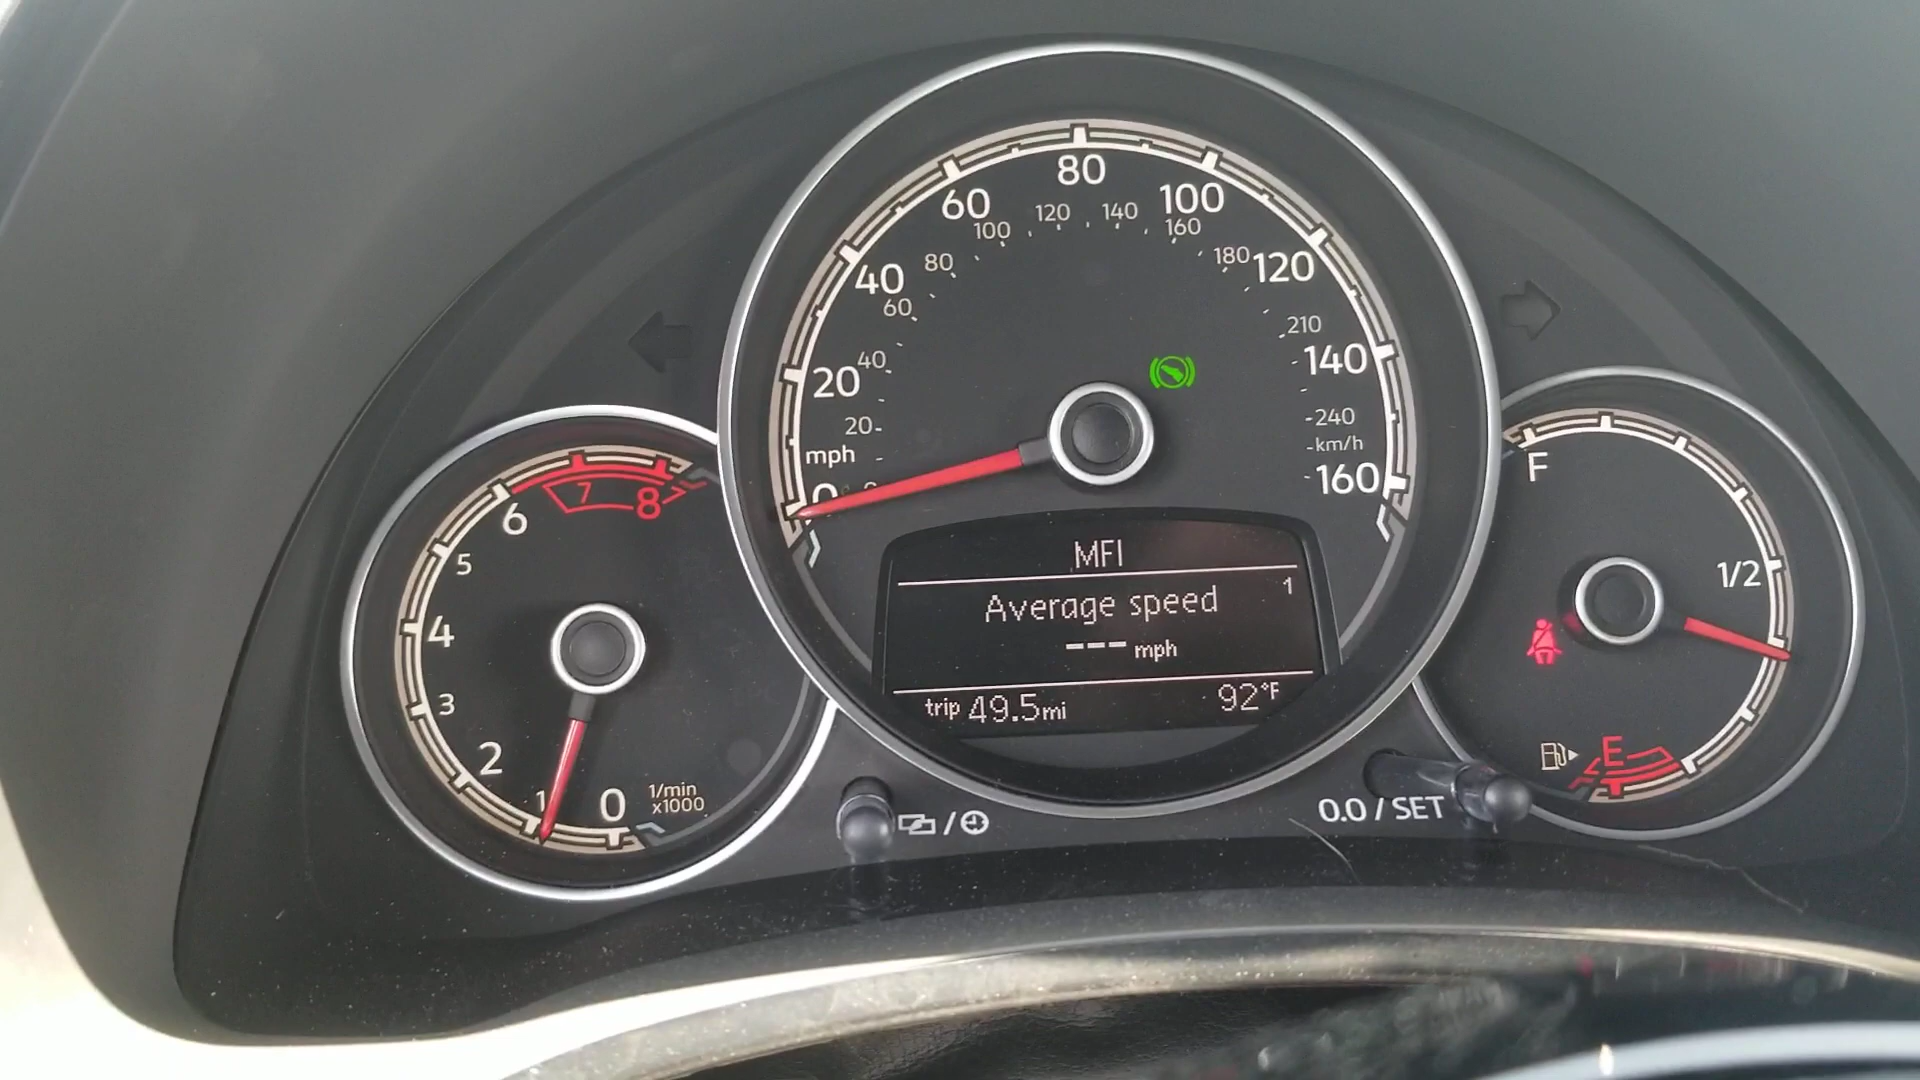 0
1
2
3
4
5
6
7
8
1/min
x1000
0
20
40
60
80
100
120
140
160
mph
20
40
60
80
100
120
140
160
180
210
240
km/h
MFI
1
Average speed
--- mph
trip 49.5mi
92°F
F
1/2
E
0.0 / SET